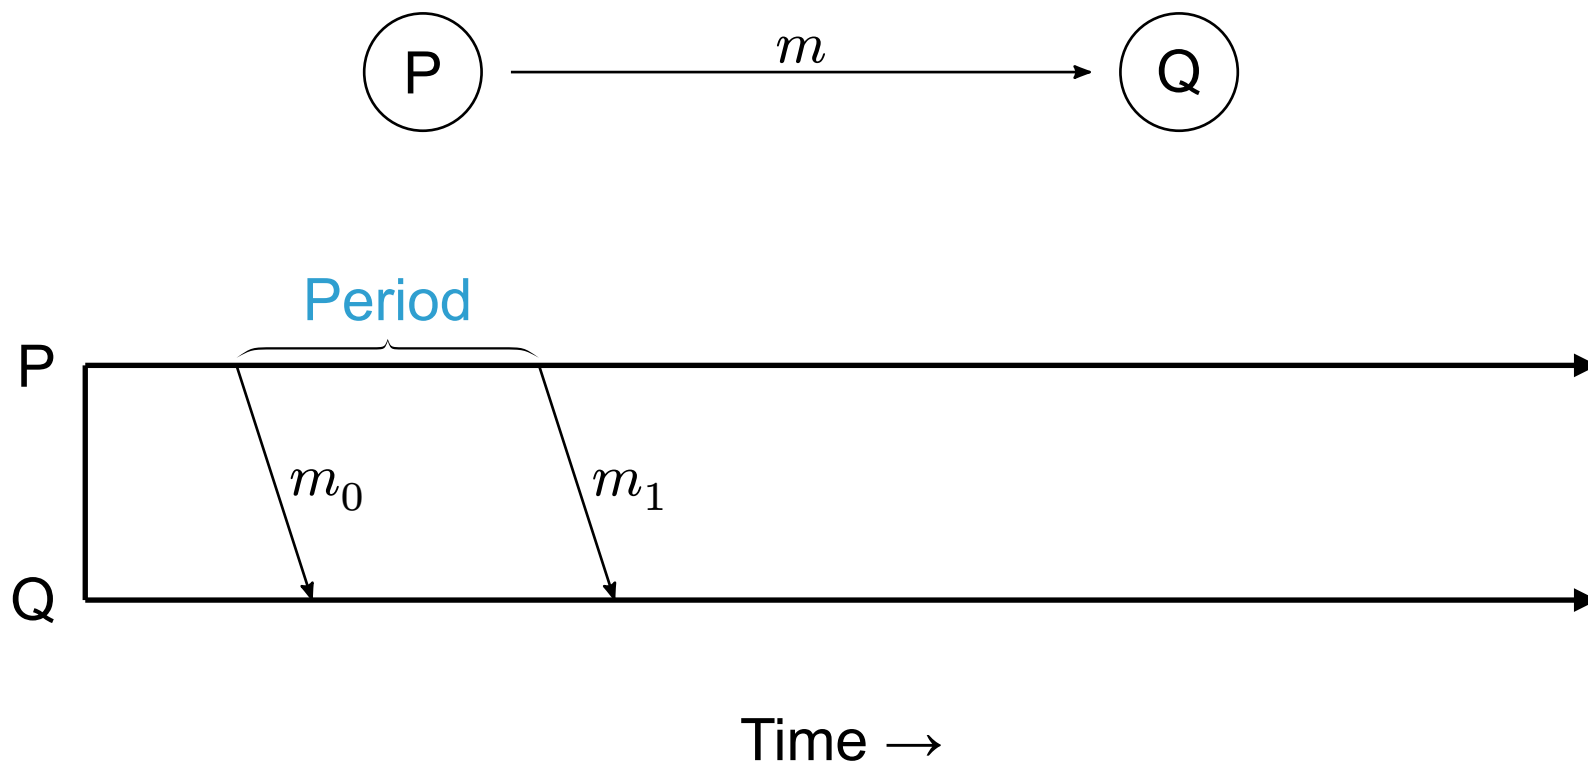 P m Q
Period
P
m₀ m₁
Q
Time →